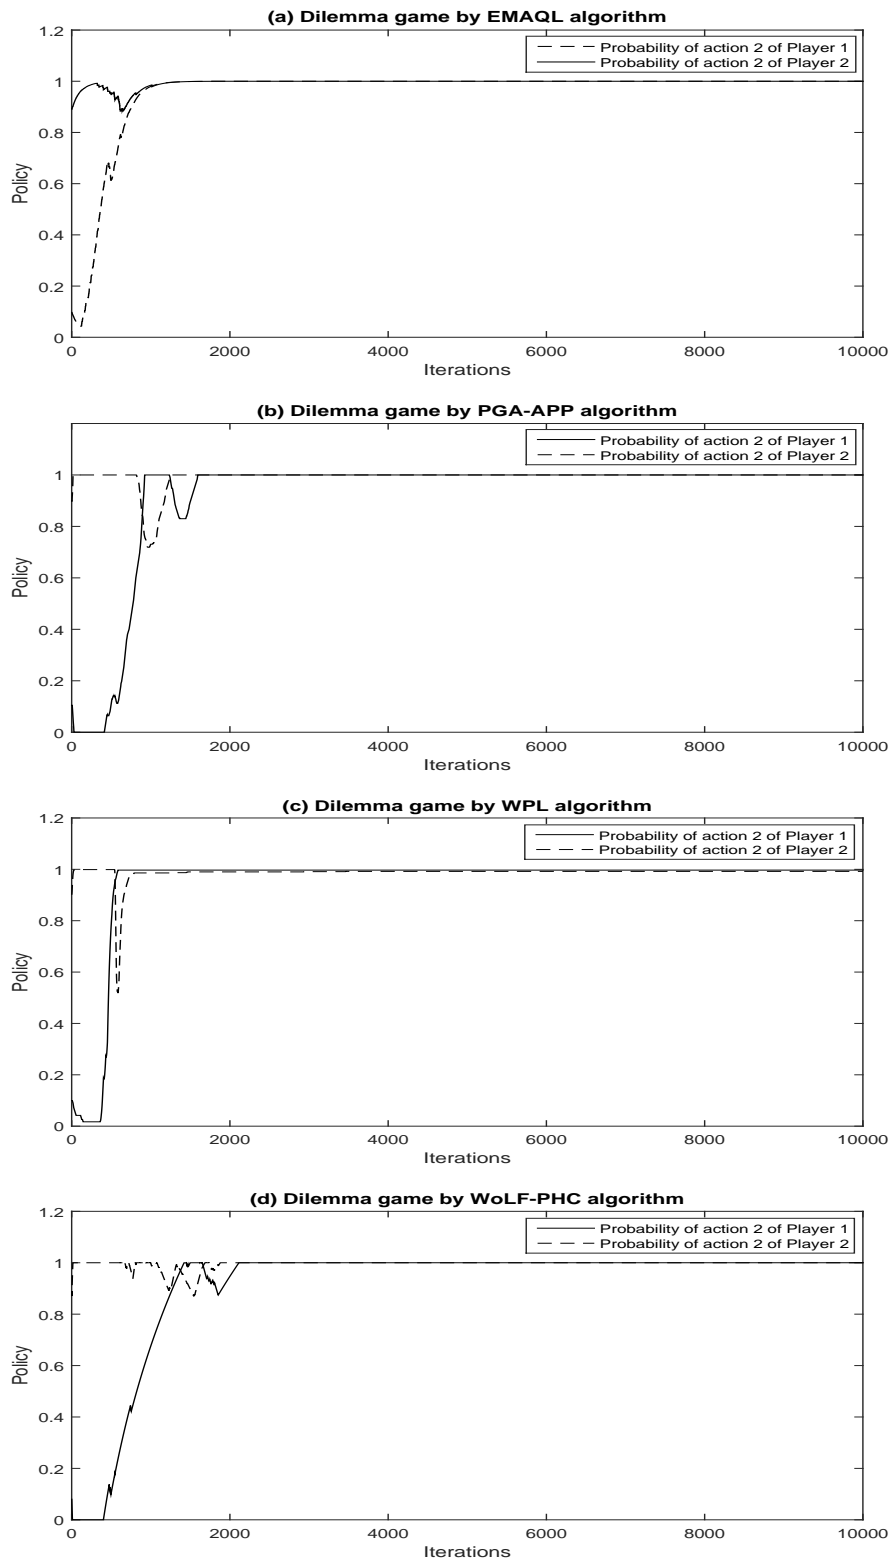 (a) Dilemma game by EMAQL algorithm
1.2
Probability of action 2 of Player 1
Probability of action 2 of Player 2
1
0.8
0.6
0.4
0.2
0
Policy
0 2000 4000 6000 8000 10000
Iterations
(b) Dilemma game by PGA-APP algorithm
Probability of action 2 of Player 1
Probability of action 2 of Player 2
1
0.8
0.6
0.4
0.2
0
Policy
0 2000 4000 6000 8000 10000
Iterations
(c) Dilemma game by WPL algorithm
1.2
Probability of action 2 of Player 1
Probability of action 2 of Player 2
1
0.8
0.6
0.4
0.2
0
Policy
0 2000 4000 6000 8000 10000
Iterations
(d) Dilemma game by WoLF-PHC algorithm
1.2
Probability of action 2 of Player 1
Probability of action 2 of Player 2
1
0.8
0.6
0.4
0.2
0
Policy
0 2000 4000 6000 8000 10000
Iterations